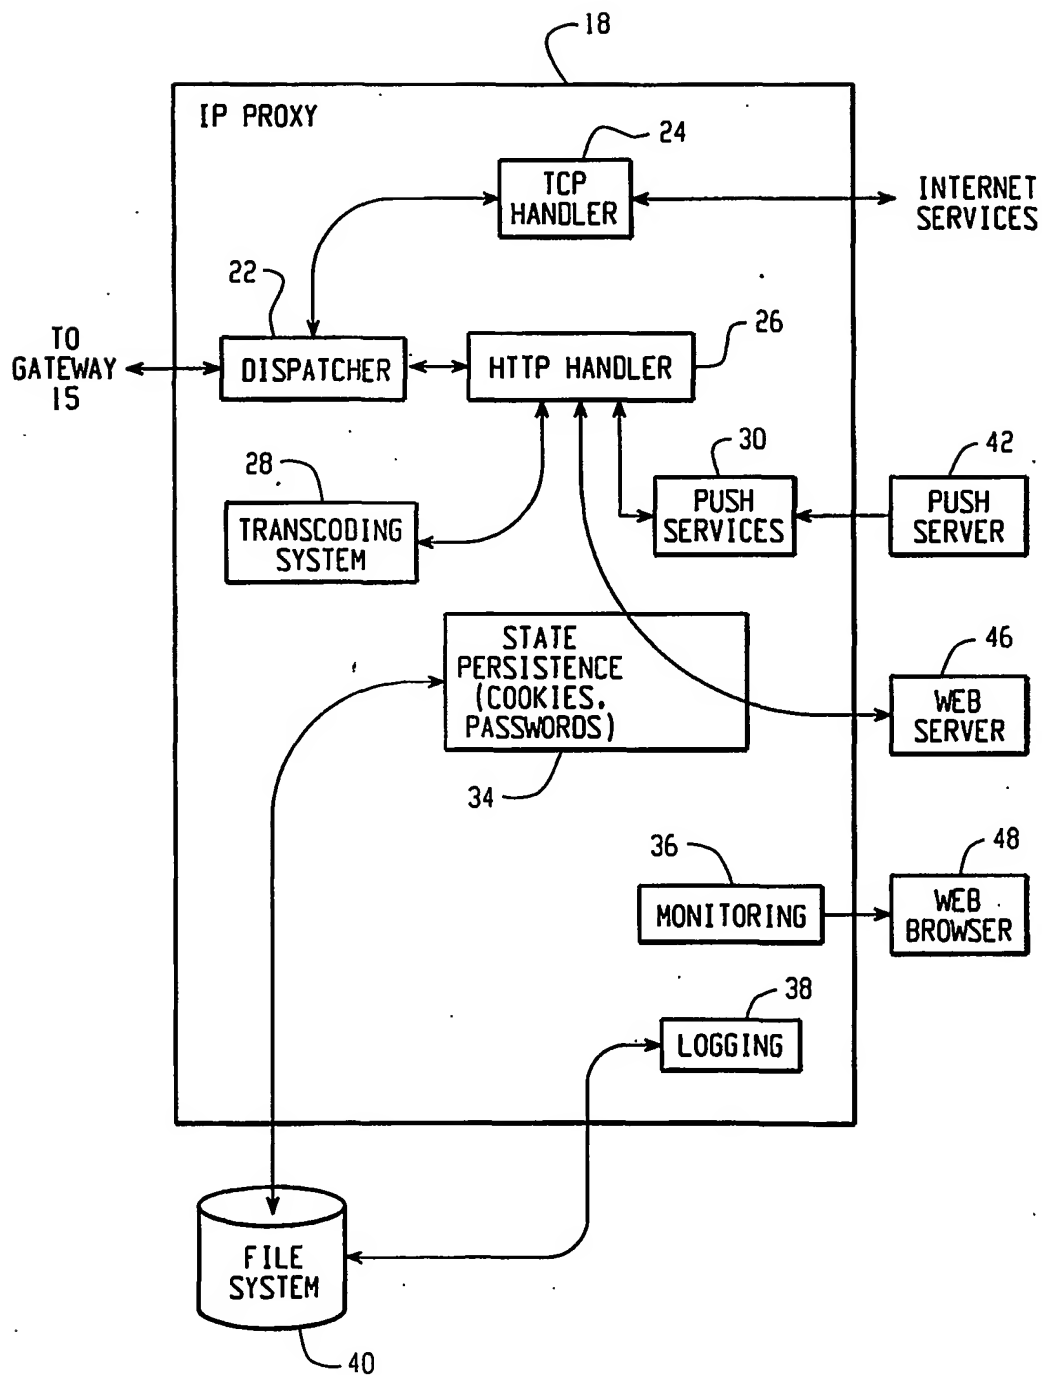 18
IP PROXY
24
TCP
HANDLER
INTERNET
SERVICES
22
TO
GATEWAY
15
DISPATCHER
HTTP HANDLER
26
28
TRANSCODING
SYSTEM
30
PUSH
SERVICES
42
PUSH
SERVER
STATE
PERSISTENCE
(COOKIES,
PASSWORDS)
34
46
WEB
SERVER
36
MONITORING
48
WEB
BROWSER
38
LOGGING
FILE
SYSTEM
40